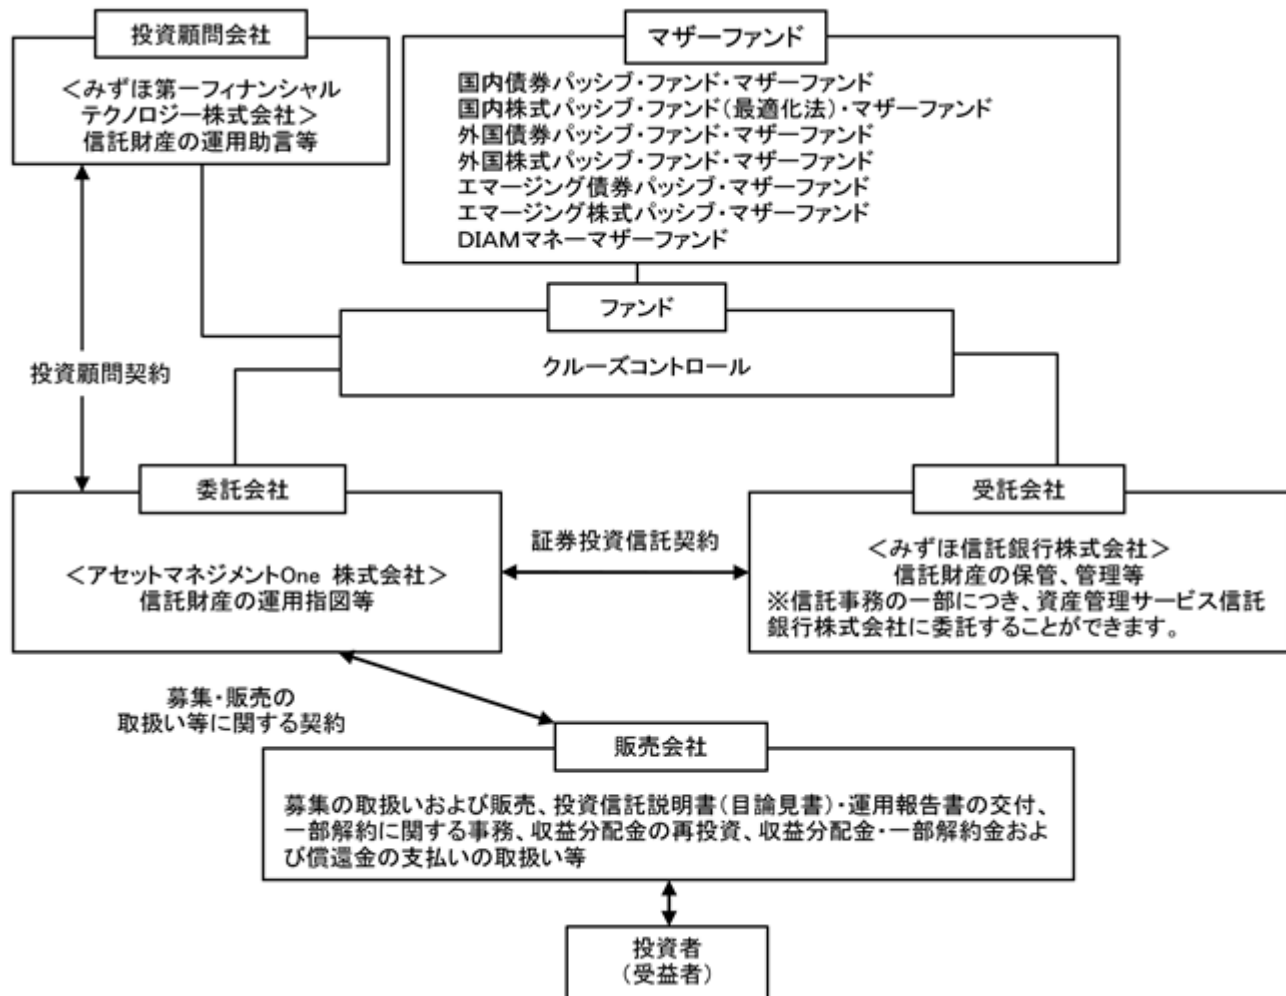 投資顧問会社
＜みずほ第一フィナンシャル
テクノロジー株式会社＞
信託財産の運用助言等
マザーファンド
国内債券パッシブ・ファンド・マザーファンド
国内株式パッシブ・ファンド（最適化法）・マザーファンド
外国債券パッシブ・ファンド・マザーファンド
外国株式パッシブ・ファンド・マザーファンド
エマージング債券パッシブ・マザーファンド
エマージング株式パッシブ・マザーファンド
DIAMマネーマザーファンド
ファンド
クルーズコントロール
投資顧問契約
委託会社
＜アセットマネジメントOne 株式会社＞
信託財産の運用指図等
証券投資信託契約
受託会社
＜みずほ信託銀行株式会社＞
信託財産の保管、管理等
※信託事務の一部につき、資産管理サービス信託
銀行株式会社に委託することができます。
募集・販売の
取扱い等に関する契約
販売会社
募集の取扱いおよび販売、投資信託説明書（目論見書）・運用報告書の交付、
一部解約に関する事務、収益分配金の再投資、収益分配金・一部解約金およ
び償還金の支払いの取扱い等
投資者
（受益者）